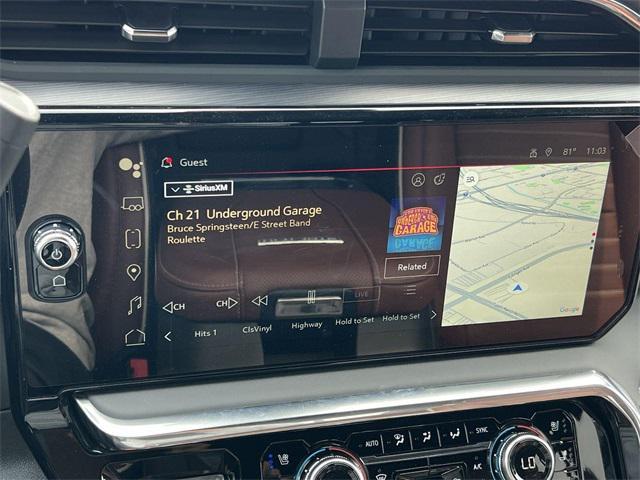 Guest
81° 11:03
SiriusXM
Ch 21 Underground Garage
Bruce Springsteen/E Street Band
Roulette
GARAGE
Related
CH CH LIVE
Hits 1 ClsVinyl Highway Hold to Set Hold to Set
Google
AUTO SYNC
A/C LO